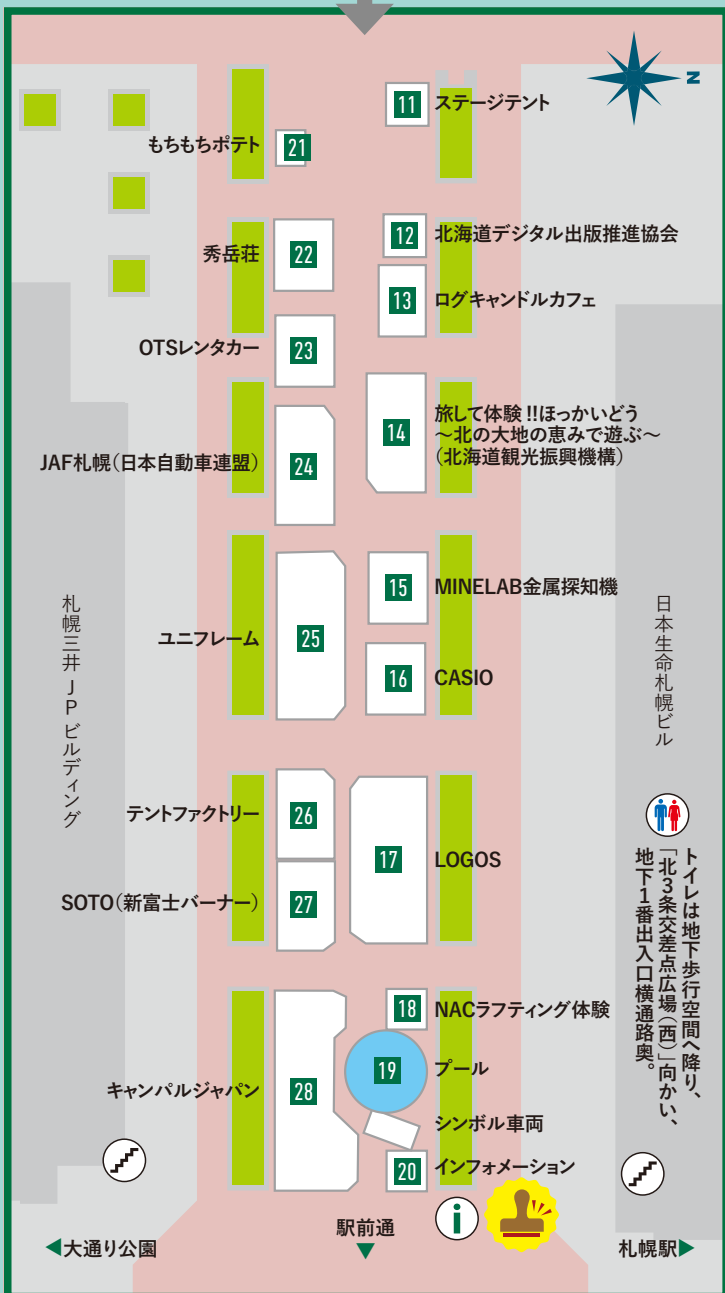 N
11
ステージテント
もちもちポテト
21
12
北海道デジタル出版推進協会
秀岳荘
22
13
ログキャンドルカフェ
OTSレンタカー
23
14
旅して体験!!ほっかいどう
~北の大地の恵みで遊ぶ~
(北海道観光振興機構)
JAF札幌(日本自動車連盟)
24
15
MINELAB金属探知機
ユニフレーム
25
16
CASIO
札幌三井JPビルディング
日本生命札幌ビル
テントファクトリー
26
17
LOGOS
SOTO(新富士バーナー)
27
トイレは地下歩行空間へ降り、
「北3条交差点広場(西)」向かい、
地下1番出入口横通路奥。
18
NACラフティング体験
19
プール
キャンパルジャパン
28
シンボル車両
20
インフォメーション
i
◀大通り公園
駅前通
▼
札幌駅▶